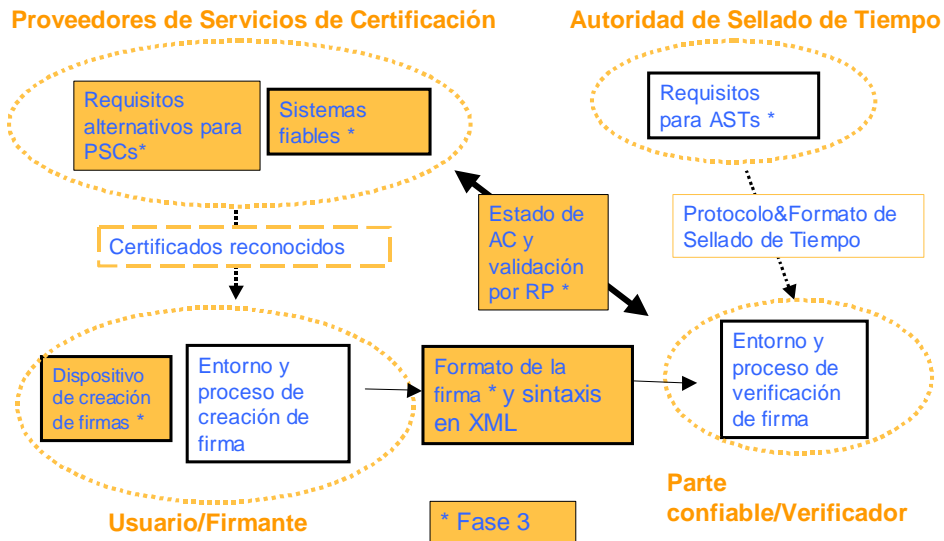 Proveedores de Servicios de Certificación
Autoridad de Sellado de Tiempo
Requisitos
alternativos para
PSCs*
Sistemas
fiables *
Requisitos
para ASTs *
Certificados reconocidos
Estado de
AC y
validación
por RP *
Protocolo&Formato de
Sellado de Tiempo
Dispositivo
de creación
de firmas *
Entorno y
proceso de
creación de
firma
Formato de la
firma * y sintaxis
en XML
Entorno y
proceso de
verificación
de firma
Usuario/Firmante
Parte
confiable/Verificador
* Fase 3